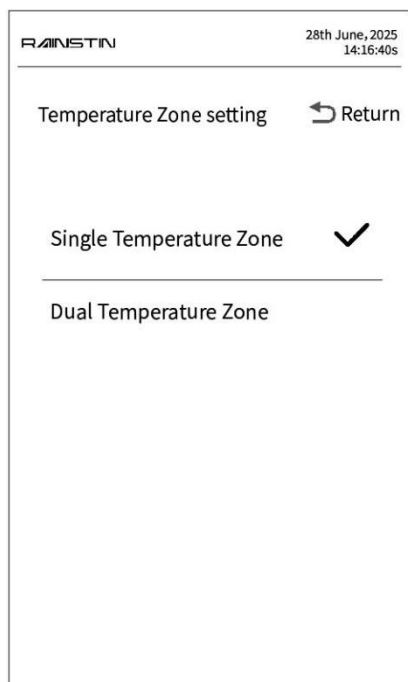 RAINSTIN
28th June, 2025
14:16:40s
Temperature Zone setting
Return
Single Temperature Zone
Dual Temperature Zone